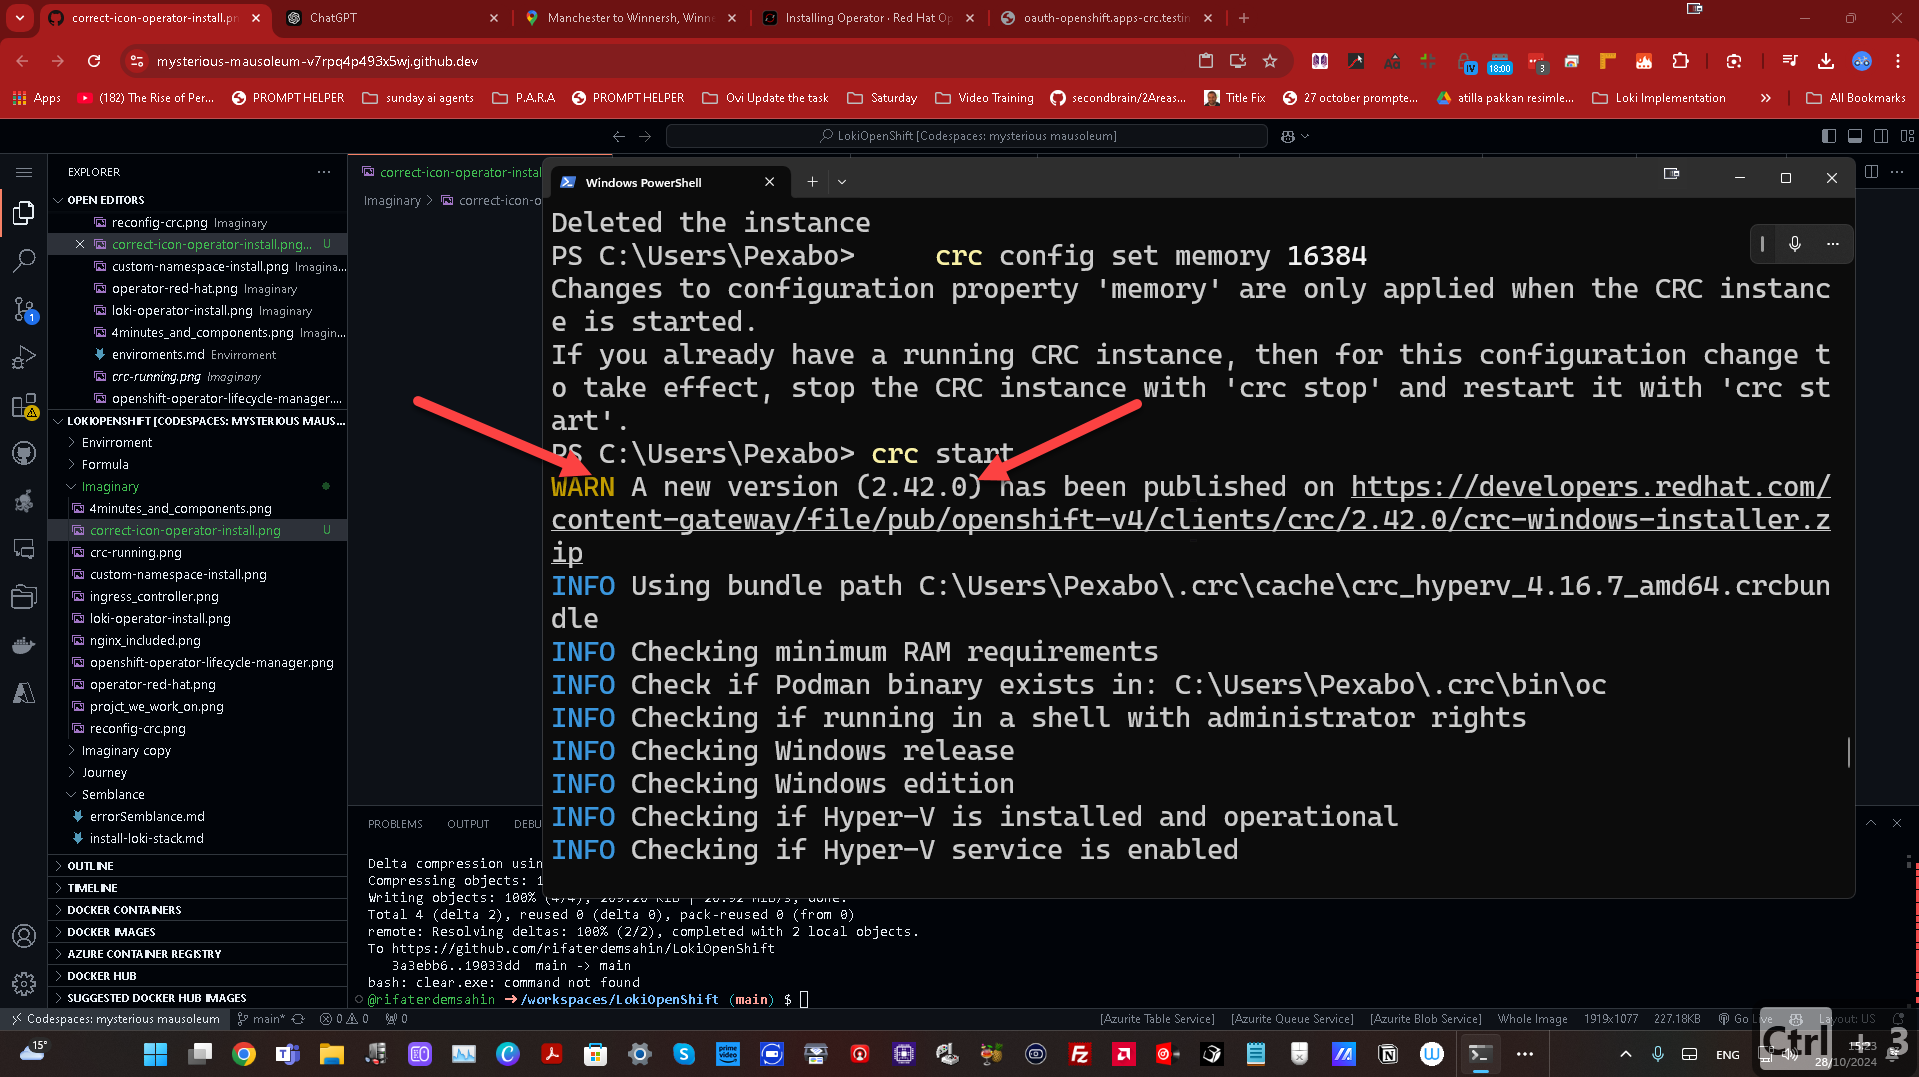 correct-icon-operator-install.pn
ChatGPT
Manchester to Winnersh, Winne
Installing Operator · Red Hat Op
oauth-openshift.apps-crc.testin
mysterious-mausoleum-v7rpq4p493x5wj.github.dev
Apps
(182) The Rise of Per...
PROMPT HELPER
sunday ai agents
P.A.R.A
PROMPT HELPER
Ovi Update the task
Saturday
Video Training
secondbrain/2Areas...
Title Fix
27 october prompte...
atilla pakkan resimle...
Loki Implementation
All Bookmarks
LokiOpenShift [Codespaces: mysterious mausoleum]
EXPLORER
OPEN EDITORS
reconfig-crc.png Imaginary
correct-icon-operator-install.png... U
custom-namespace-install.png Imagina...
operator-red-hat.png Imaginary
loki-operator-install.png Imaginary
4minutes_and_components.png Imagin...
enviroments.md Envirroment
crc-running.png Imaginary
openshift-operator-lifecycle-manager....
LOKIOPENSHIFT [CODESPACES: MYSTERIOUS MAUS...
Envirroment
Formula
Imaginary
4minutes_and_components.png
correct-icon-operator-install.png U
crc-running.png
custom-namespace-install.png
ingress_controller.png
loki-operator-install.png
nginx_included.png
openshift-operator-lifecycle-manager.png
operator-red-hat.png
projct_we_work_on.png
reconfig-crc.png
Imaginary copy
Journey
Semblance
errorSemblance.md
install-loki-stack.md
OUTLINE
TIMELINE
DOCKER CONTAINERS
DOCKER IMAGES
AZURE CONTAINER REGISTRY
DOCKER HUB
SUGGESTED DOCKER HUB IMAGES
correct-icon-operator-instal
Imaginary > correct-icon-o
Windows PowerShell
Deleted the instance
PS C:\Users\Pexabo> crc config set memory 16384
Changes to configuration property 'memory' are only applied when the CRC instanc
e is started.
If you already have a running CRC instance, then for this configuration change t
o take effect, stop the CRC instance with 'crc stop' and restart it with 'crc st
art'.
PS C:\Users\Pexabo> crc start
WARN A new version (2.42.0) has been published on https://developers.redhat.com/
content-gateway/file/pub/openshift-v4/clients/crc/2.42.0/crc-windows-installer.z
ip
INFO Using bundle path C:\Users\Pexabo\.crc\cache\crc_hyperv_4.16.7_amd64.crcbun
dle
INFO Checking minimum RAM requirements
INFO Check if Podman binary exists in: C:\Users\Pexabo\.crc\bin\oc
INFO Checking if running in a shell with administrator rights
INFO Checking Windows release
INFO Checking Windows edition
INFO Checking if Hyper-V is installed and operational
INFO Checking if Hyper-V service is enabled
PROBLEMS OUTPUT DEBU
Delta compression usin
Compressing objects: 1
Writing objects: 100% (4/4), 209.20 KiB | 20.92 MiB/s, done.
Total 4 (delta 2), reused 0 (delta 0), pack-reused 0 (from 0)
remote: Resolving deltas: 100% (2/2), completed with 2 local objects.
To https://github.com/rifaterdemsahin/LokiOpenShift
3a3ebb6..19033dd main -> main
bash: clear.exe: command not found
@rifaterdemsahin ➜/workspaces/LokiOpenShift (main) $
Codespaces: mysterious mausoleum
main*
0 0
0
[Azurite Table Service]
[Azurite Queue Service]
[Azurite Blob Service]
Whole Image
1919x1077
227.18KB
Go Live
Layout: US
15°
ENG
15:23
28/10/2024
Ctrl + 3
18:00
IV
3
1